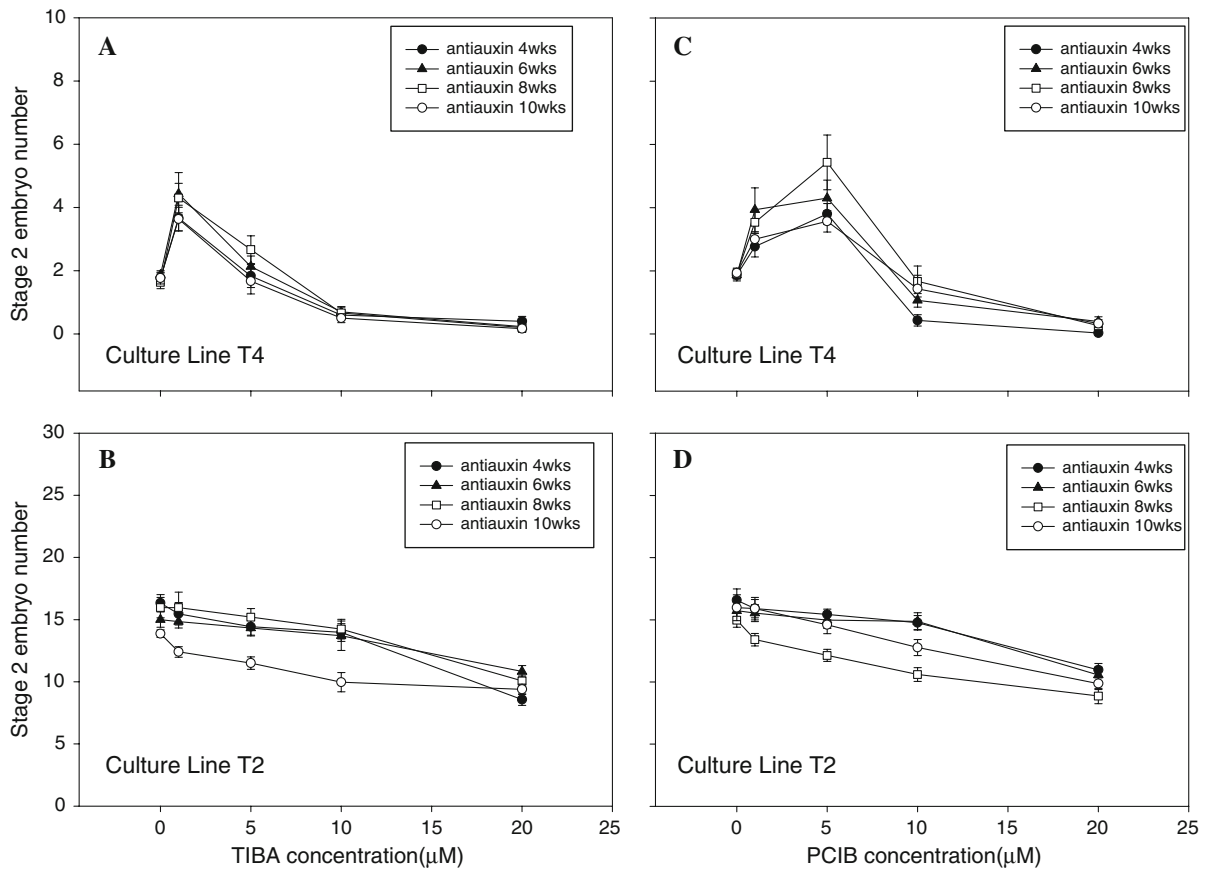 A
antiauxin 4wks
antiauxin 6wks
antiauxin 8wks
antiauxin 10wks
Culture Line T4
Stage 2 embryo number
10
8
6
4
2
0
C
antiauxin 4wks
antiauxin 6wks
antiauxin 8wks
antiauxin 10wks
Culture Line T4
B
antiauxin 4wks
antiauxin 6wks
antiauxin 8wks
antiauxin 10wks
Culture Line T2
Stage 2 embryo number
30
25
20
15
10
5
0
0 5 10 15 20 25
TIBA concentration(μM)
D
antiauxin 4wks
antiauxin 6wks
antiauxin 8wks
antiauxin 10wks
Culture Line T2
0 5 10 15 20 25
PCIB concentration(μM)